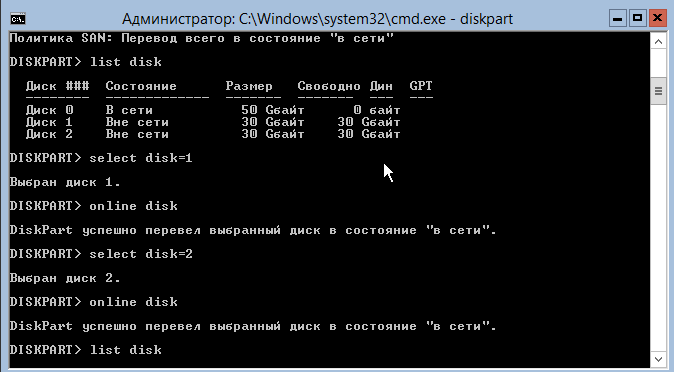 Администратор: C:\Windows\system32\cmd.exe - diskpart
Политика SAN: Перевод всего в состояние "в сети"
DISKPART> list disk
Диск ### Состояние Размер Свободно Дин GPT
-------- ------------- ------- ------- --- ---
Диск 0 В сети 50 Gбайт 0 байт
Диск 1 Вне сети 30 Gбайт 30 Gбайт
Диск 2 Вне сети 30 Gбайт 30 Gбайт
DISKPART> select disk=1
Выбран диск 1.
DISKPART> online disk
DiskPart успешно перевел выбранный диск в состояние "в сети".
DISKPART> select disk=2
Выбран диск 2.
DISKPART> online disk
DiskPart успешно перевел выбранный диск в состояние "в сети".
DISKPART> list disk